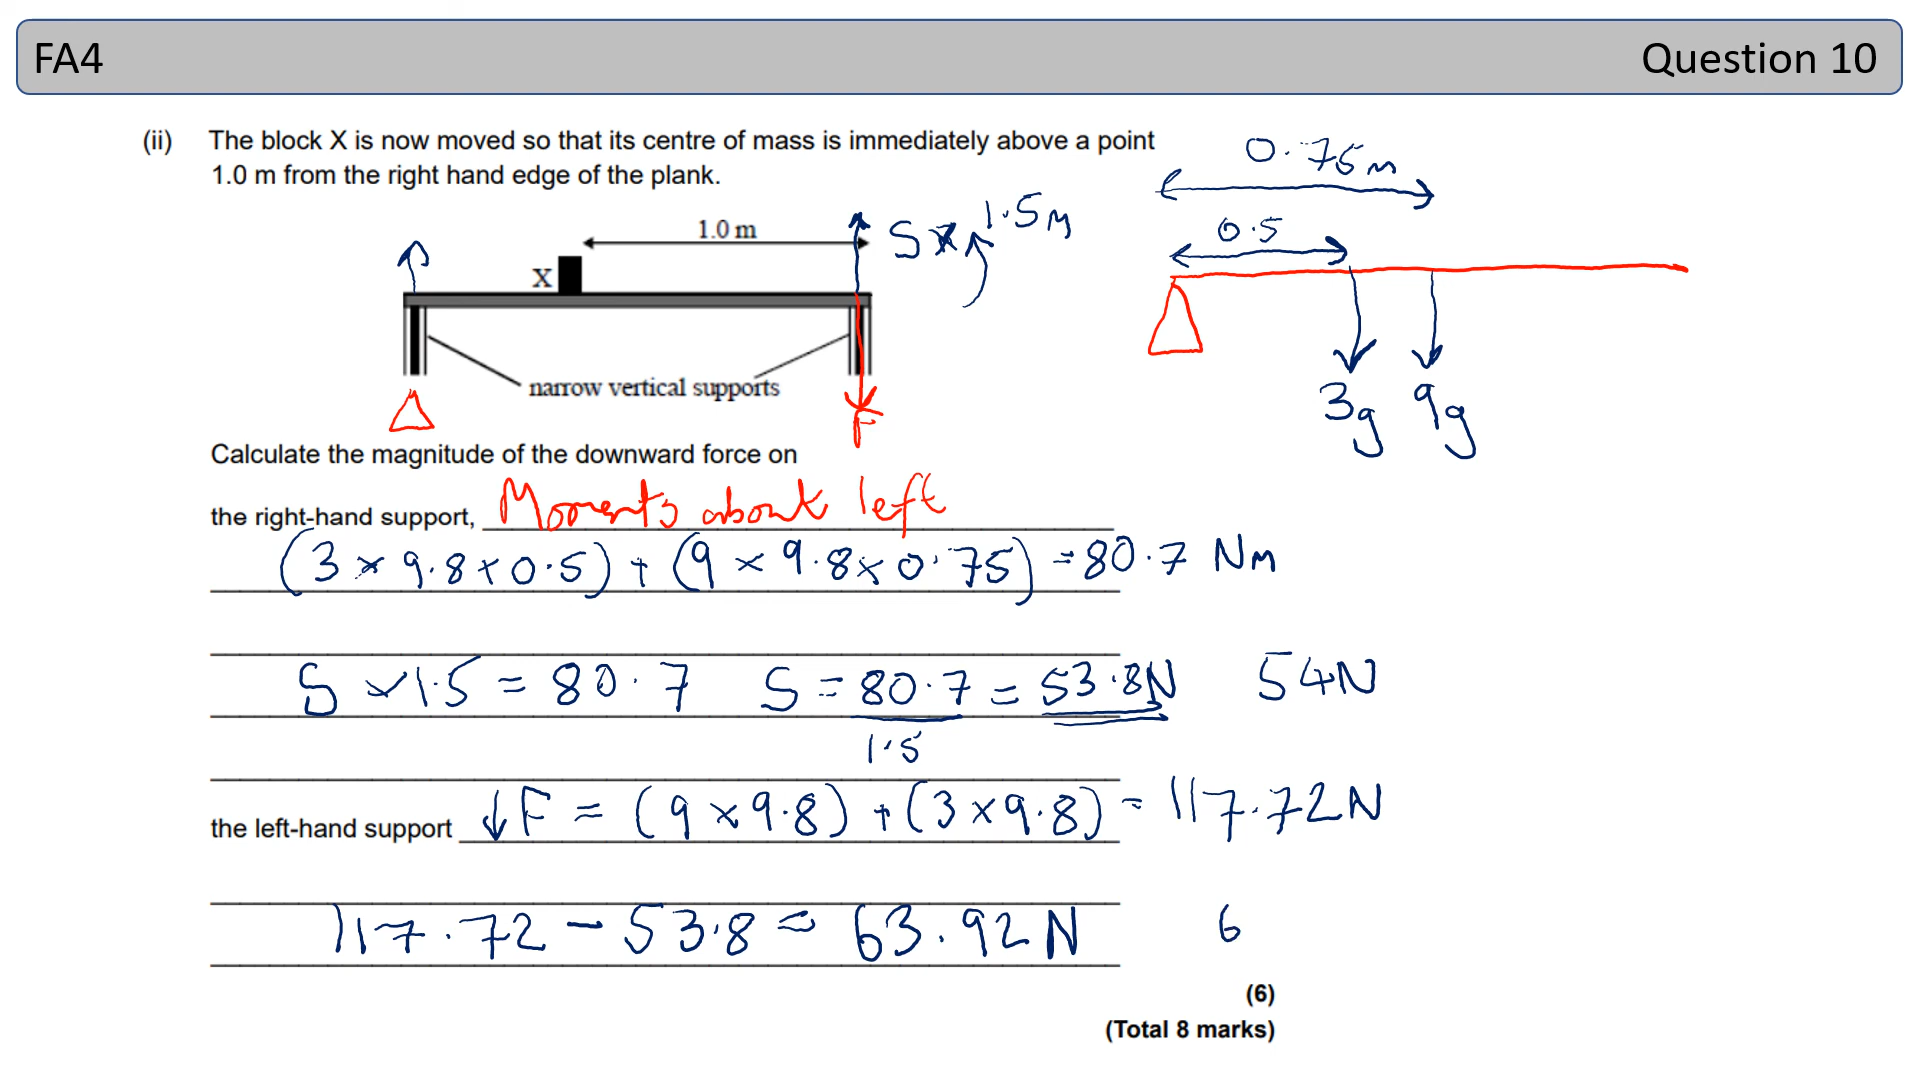 FA4 Question 10
(ii) The block X is now moved so that its centre of mass is immediately above a point
1.0 m from the right hand edge of the plank.
0.75m
0.5
1.0 m
S x 1.5m
X
narrow vertical supports
F
3g 9g
Calculate the magnitude of the downward force on
the right-hand support, Moments about left
(3 x 9.8 x 0.5) + (9 x 9.8 x 0.75) = 80.7 Nm
S x 1.5 = 80.7 S = 80.7 = 53.8N 54N
1.5
the left-hand support ↓F = (9 x 9.8) + (3 x 9.8) = 117.72N
117.72 - 53.8 = 63.92N 6
(6)
(Total 8 marks)